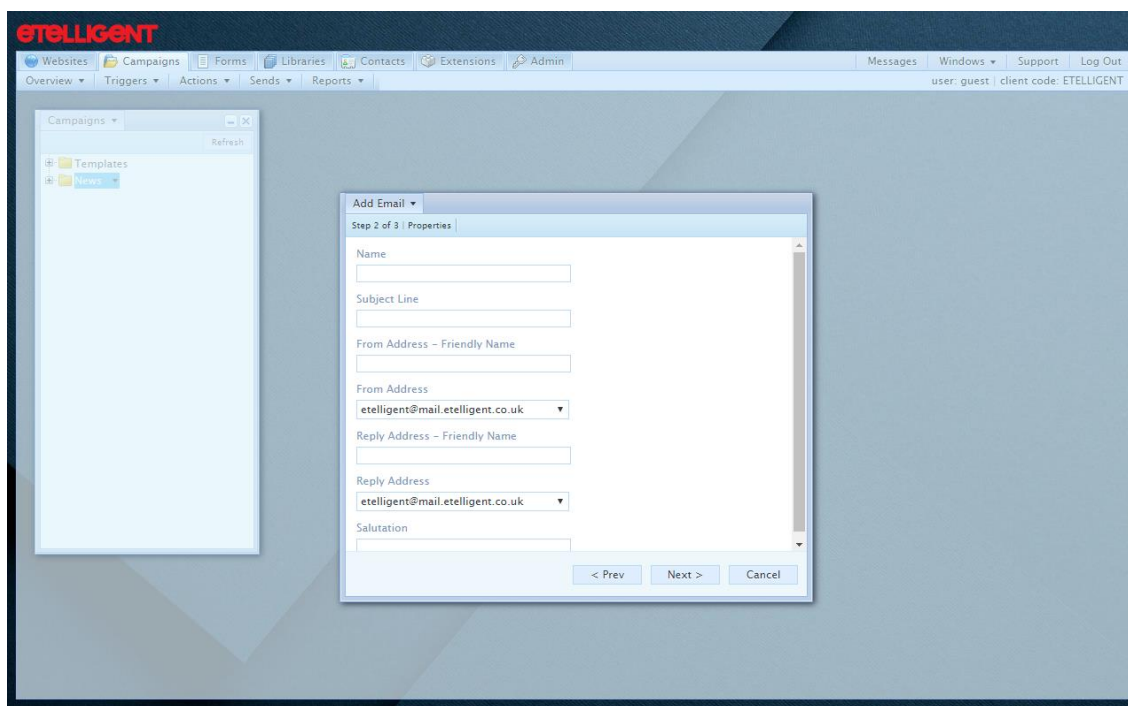 eTELLIGeNT
Websites Campaigns Forms Libraries Contacts Extensions Admin Messages Windows Support Log Out
Overview Triggers Actions Sends Reports user: guest | client code: ETELLIGENT
Campaigns
Refresh
Templates
News
Add Email
Step 2 of 3 | Properties
Name
Subject Line
From Address - Friendly Name
From Address
etelligent@mail.etelligent.co.uk
Reply Address - Friendly Name
Reply Address
etelligent@mail.etelligent.co.uk
Salutation
< Prev Next > Cancel